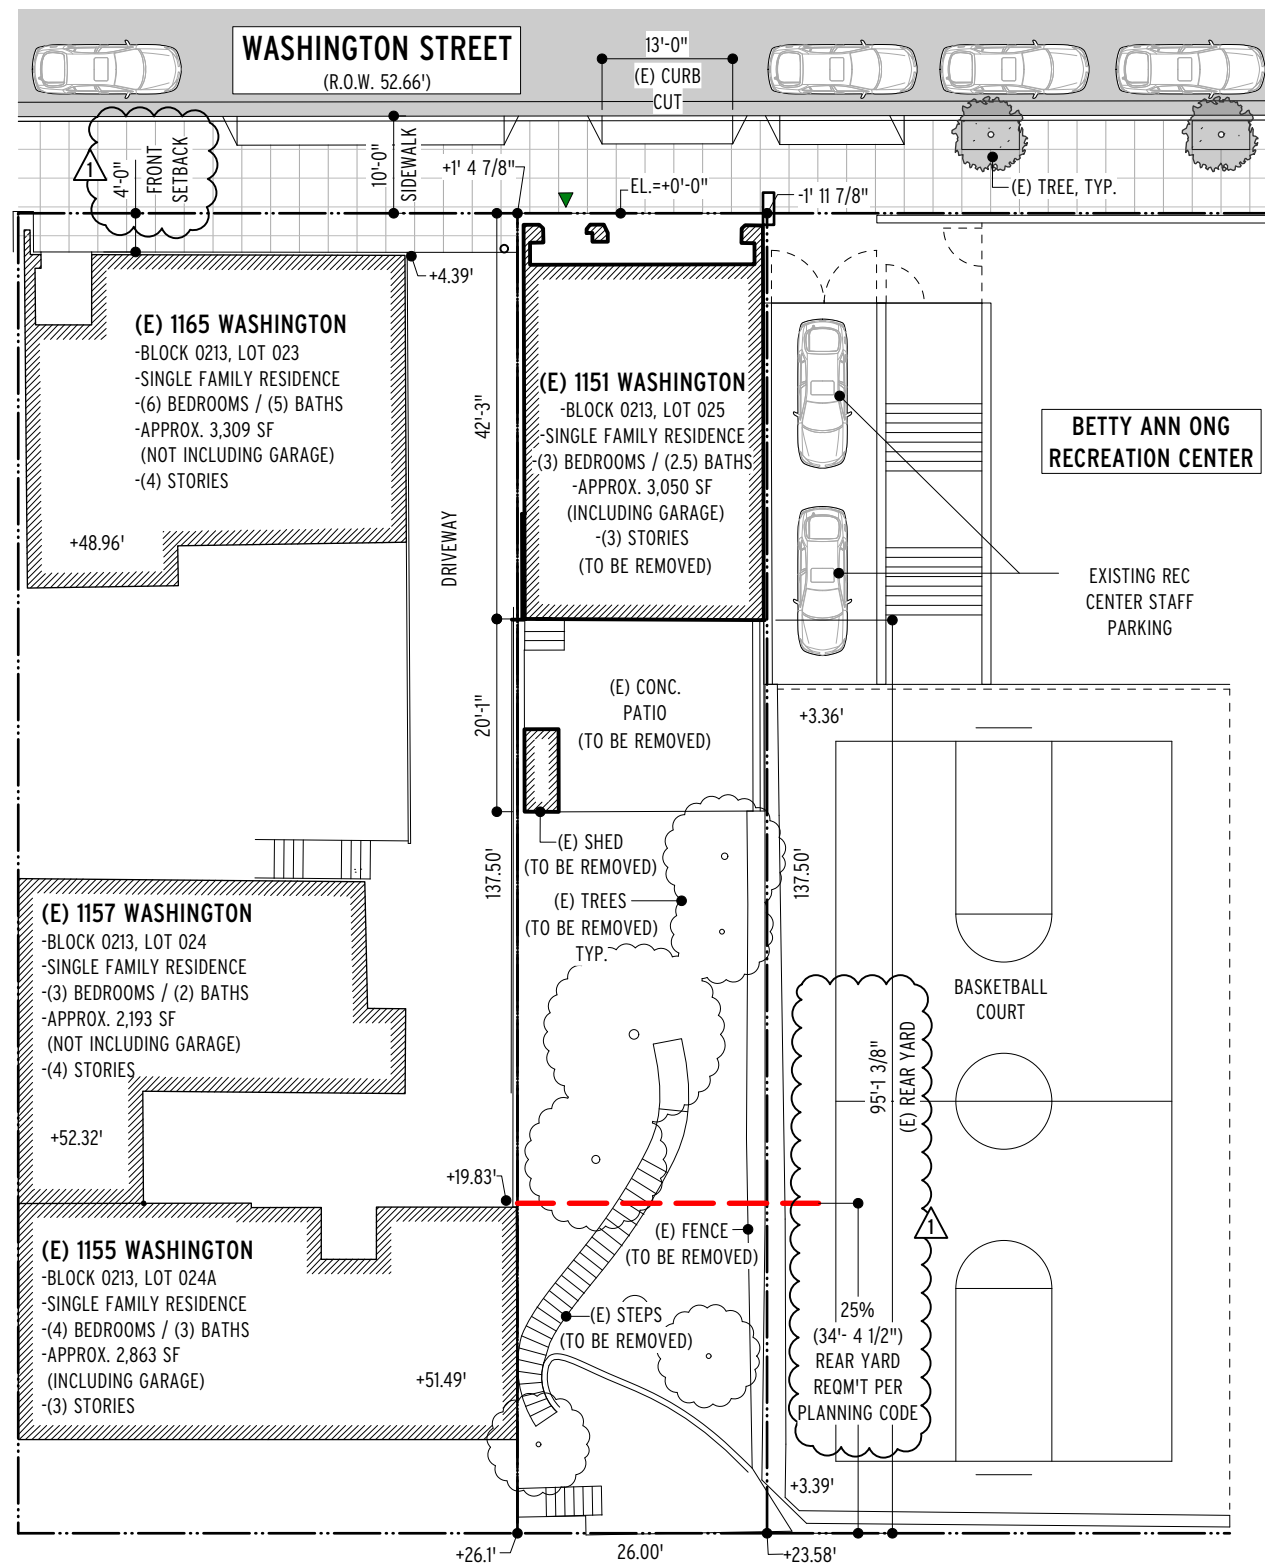 WASHINGTON STREET
(R.O.W. 52.66')
13'-0"
(E) CURB
CUT
1
4'-0"
FRONT
SETBACK
10'-0"
SIDEWALK
+1' 4 7/8"
EL.=+0'-0"
-1' 11 7/8"
(E) TREE, TYP.
+4.39'
(E) 1165 WASHINGTON
-BLOCK 0213, LOT 023
-SINGLE FAMILY RESIDENCE
-(6) BEDROOMS / (5) BATHS
-APPROX. 3,309 SF
(NOT INCLUDING GARAGE)
-(4) STORIES
+48.96'
DRIVEWAY
42'-3"
(E) 1151 WASHINGTON
-BLOCK 0213, LOT 025
-SINGLE FAMILY RESIDENCE
-(3) BEDROOMS / (2.5) BATHS
-APPROX. 3,050 SF
(INCLUDING GARAGE)
-(3) STORIES
(TO BE REMOVED)
BETTY ANN ONG
RECREATION CENTER
EXISTING REC
CENTER STAFF
PARKING
20'-1"
(E) CONC.
PATIO
(TO BE REMOVED)
+3.36'
(E) SHED
(TO BE REMOVED)
(E) TREES
(TO BE REMOVED)
TYP.
137.50'
137.50'
(E) 1157 WASHINGTON
-BLOCK 0213, LOT 024
-SINGLE FAMILY RESIDENCE
-(3) BEDROOMS / (2) BATHS
-APPROX. 2,193 SF
(NOT INCLUDING GARAGE)
-(4) STORIES
+52.32'
BASKETBALL
COURT
95'-1 3/8"
(E) REAR YARD
+19.83'
(E) FENCE
(TO BE REMOVED)
1
(E) 1155 WASHINGTON
-BLOCK 0213, LOT 024A
-SINGLE FAMILY RESIDENCE
-(4) BEDROOMS / (3) BATHS
-APPROX. 2,863 SF
(INCLUDING GARAGE)
-(3) STORIES
+51.49'
(E) STEPS
(TO BE REMOVED)
25%
(34'- 4 1/2")
REAR YARD
REQM'T PER
PLANNING CODE
+3.39'
+26.1'
26.00'
+23.58'